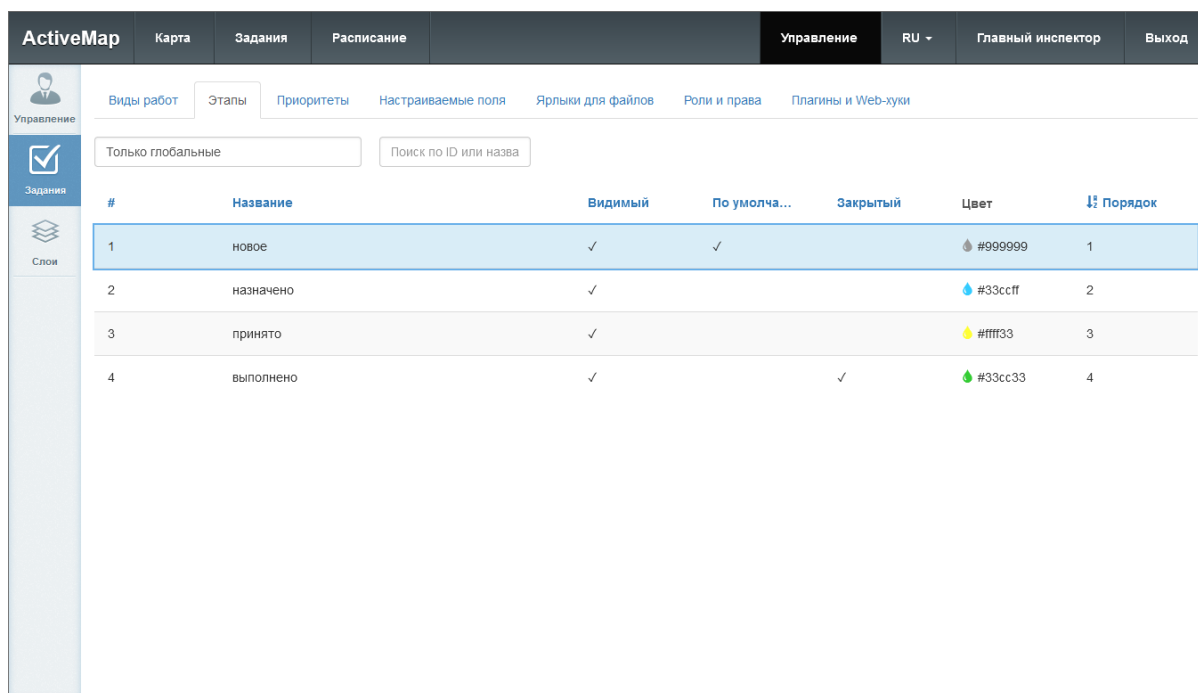 ActiveMap Карта Задания Расписание Управление RU Главный инспектор Выход
Управление
Задания
Слои
Виды работ Этапы Приоритеты Настраиваемые поля Ярлыки для файлов Роли и права Плагины и Web-хуки
Только глобальные Поиск по ID или назва
# Название Видимый По умолча... Закрытый Цвет Порядок
1 новое ✓ ✓ #999999 1
2 назначено ✓ #33ccff 2
3 принято ✓ #ffff33 3
4 выполнено ✓ ✓ #33cc33 4